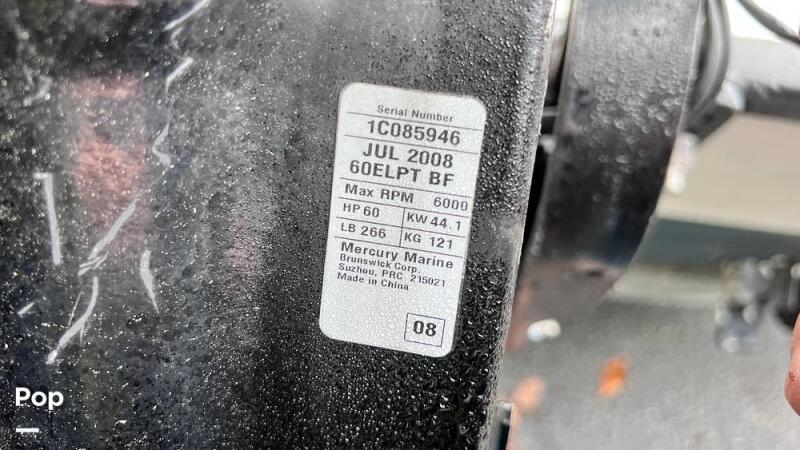 Serial Number
1C085946
JUL 2008
60ELPT BF
Max RPM 6000
HP 60 KW 44.1
LB 266 KG 121
Mercury Marine
Brunswick Corp.
Suzhou, PRC 215021
Made in China
08
Pop